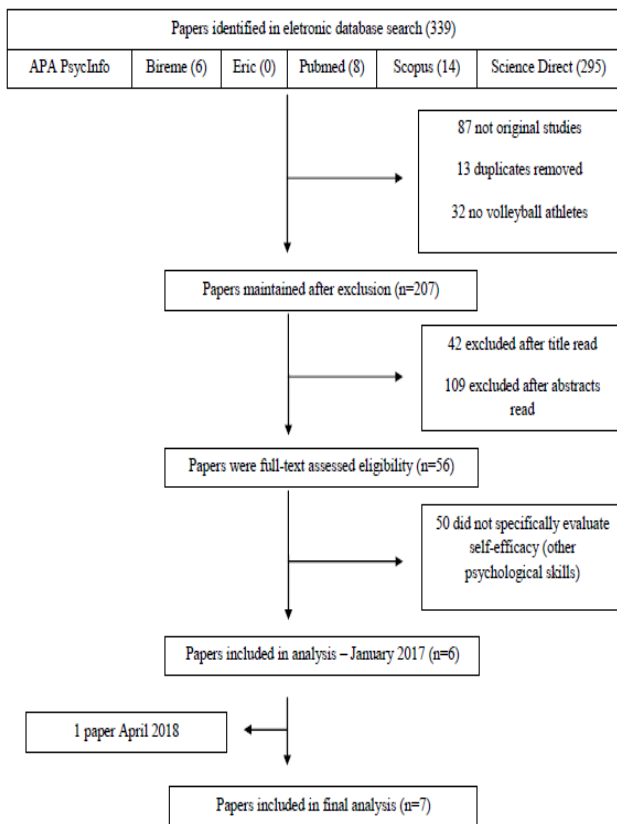 Papers identified in eletronic database search (339)
APA PsycInfo Bireme (6) Eric (0) Pubmed (8) Scopus (14) Science Direct (295)
87 not original studies
13 duplicates removed
32 no volleyball athletes
Papers maintained after exclusion (n=207)
42 excluded after title read
109 excluded after abstracts
read
Papers were full-text assessed eligibility (n=56)
50 did not specifically evaluate
self-efficacy (other
psychological skills)
Papers included in analysis – January 2017 (n=6)
1 paper April 2018
Papers included in final analysis (n=7)